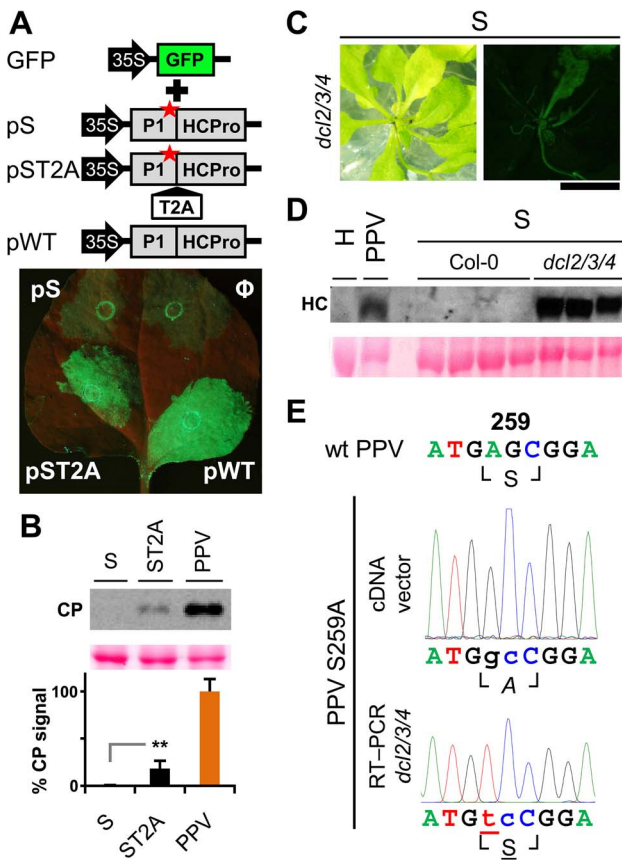 A
GFP
35S
GFP
pS
35S
P1
HCPro
pST2A
35S
P1
HCPro
T2A
pWT
35S
P1
HCPro
pS
Φ
pST2A
pWT
B
S
ST2A
PPV
CP
% CP signal
100
0
**
S
ST2A
PPV
C
S
dcl2/3/4
D
H
PPV
S
Col-0
dcl2/3/4
HC
E
259
wt PPV
ATGAGCGGA
S
PPV S259A
cDNA
vector
ATGgcCGGA
A
RT–PCR
dcl2/3/4
ATGtcCGGA
S